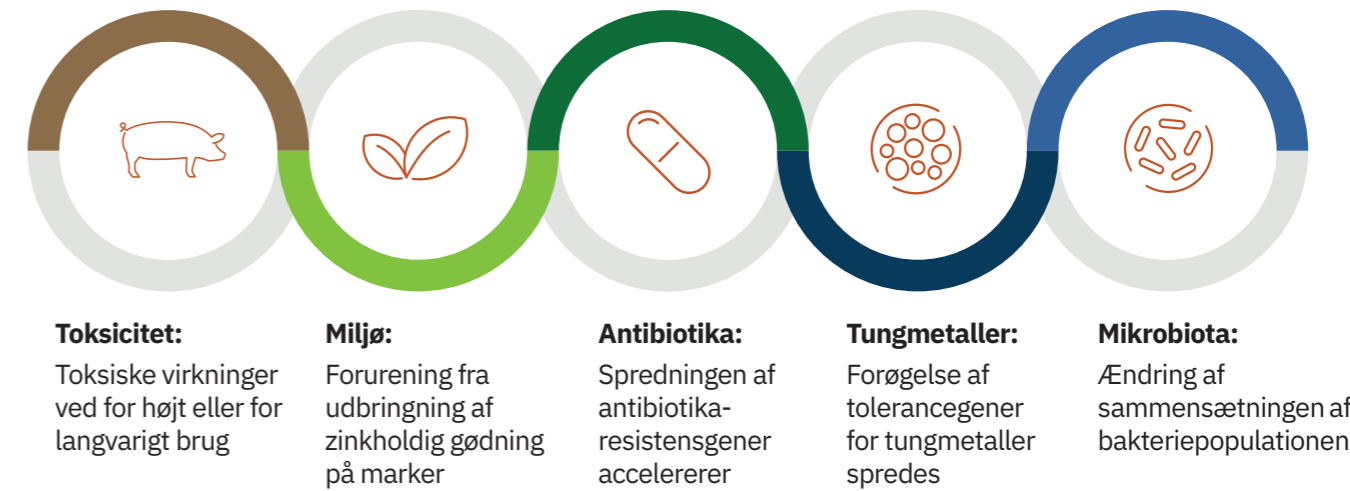 Toksicitet:
Toksiske virkninger
ved for højt eller for
langvarigt brug
Miljø:
Forurening fra
udbringning af
zinkholdig gødning
på marker
Antibiotika:
Spredningen af
antibiotika-
resistensgener
accelererer
Tungmetaller:
Forøgelse af
tolerancegener
for tungmetaller
spredes
Mikrobiota:
Ændring af
sammensætningen af
bakteriepopulationen